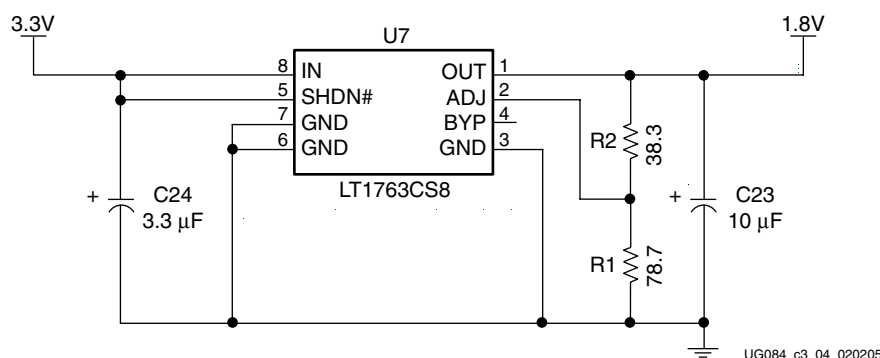 3.3V
1.8V
U7
8 IN
OUT 1
5 SHDN#
ADJ 2
7 GND
BYP 4
6 GND
GND 3
LT1763CS8
R2
38.3
+ C24
3.3 µF
+ C23
10 µF
R1
78.7
UG084_c3_04_020205